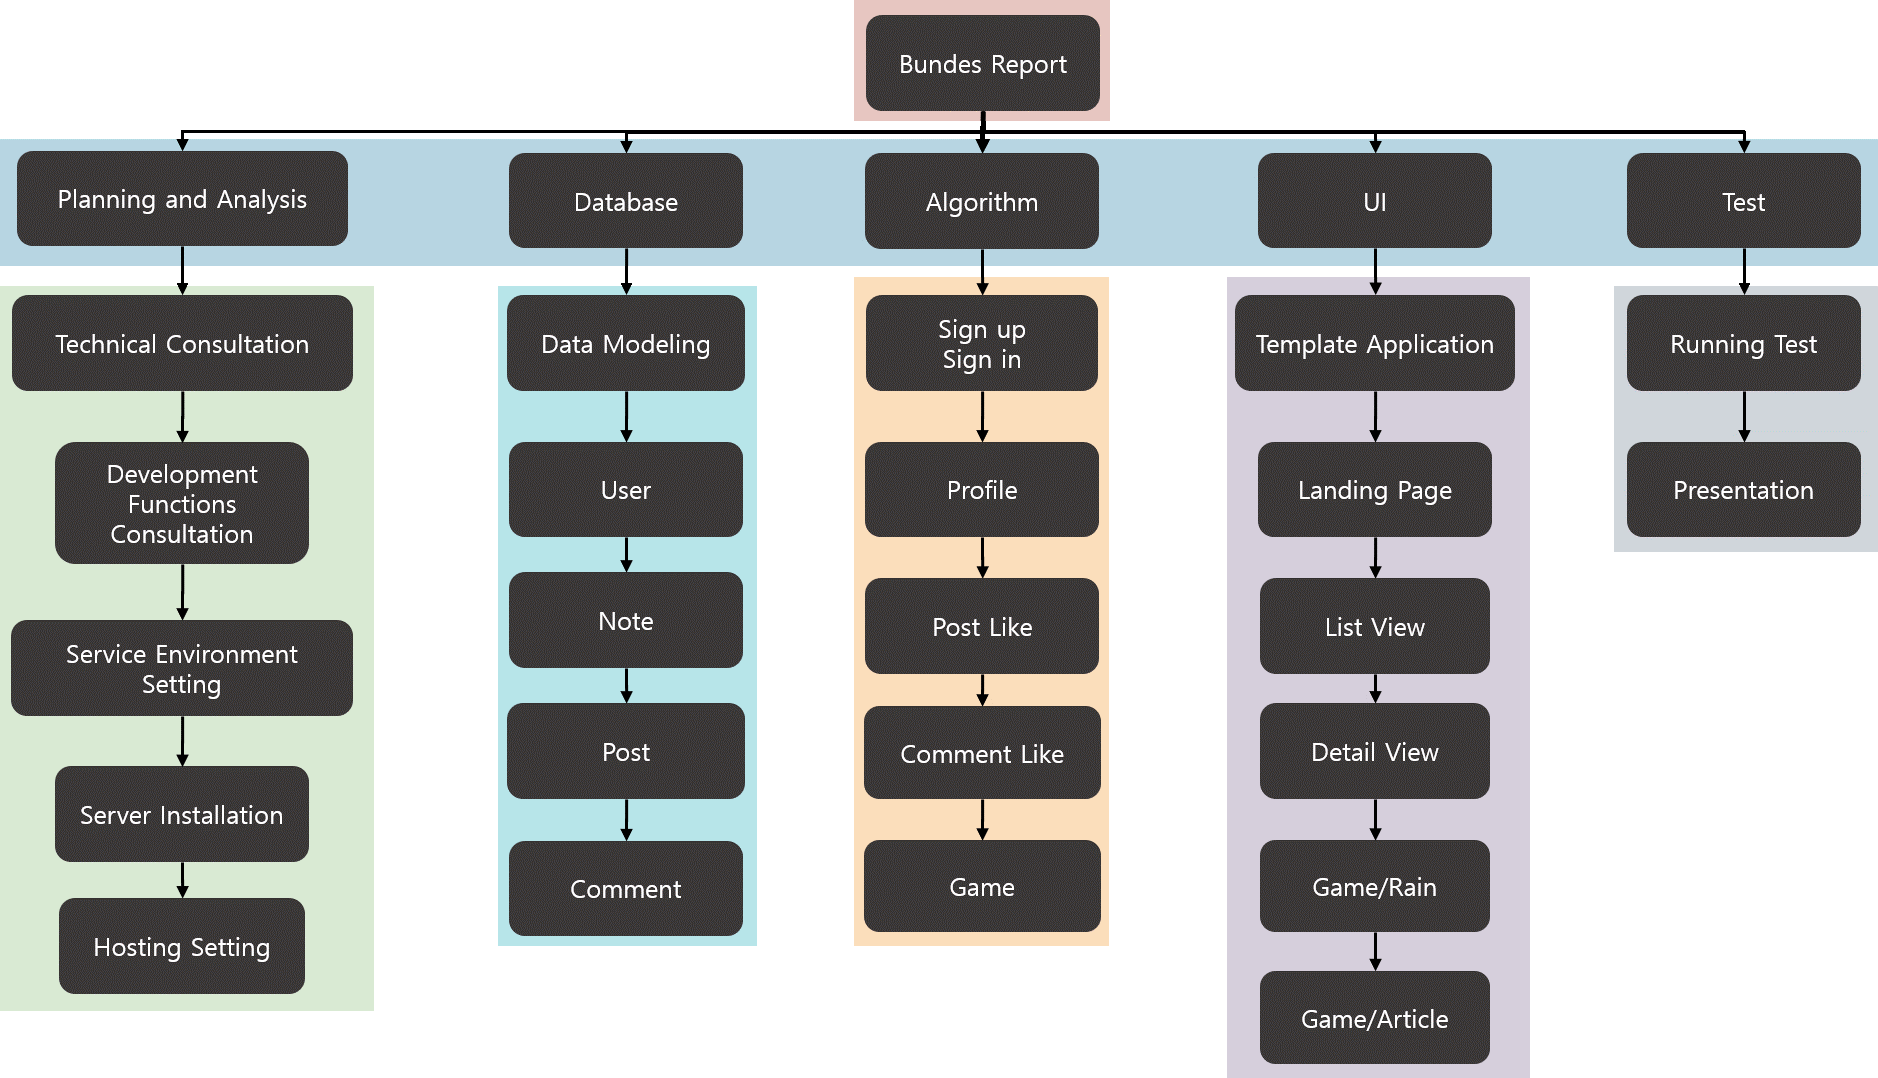 Bundes Report
Planning and Analysis
Database
Algorithm
UI
Test
Technical Consultation
Development
Functions
Consultation
Service Environment
Setting
Server Installation
Hosting Setting
Data Modeling
User
Note
Post
Comment
Sign up
Sign in
Profile
Post Like
Comment Like
Game
Template Application
Landing Page
List View
Detail View
Game/Rain
Game/Article
Running Test
Presentation